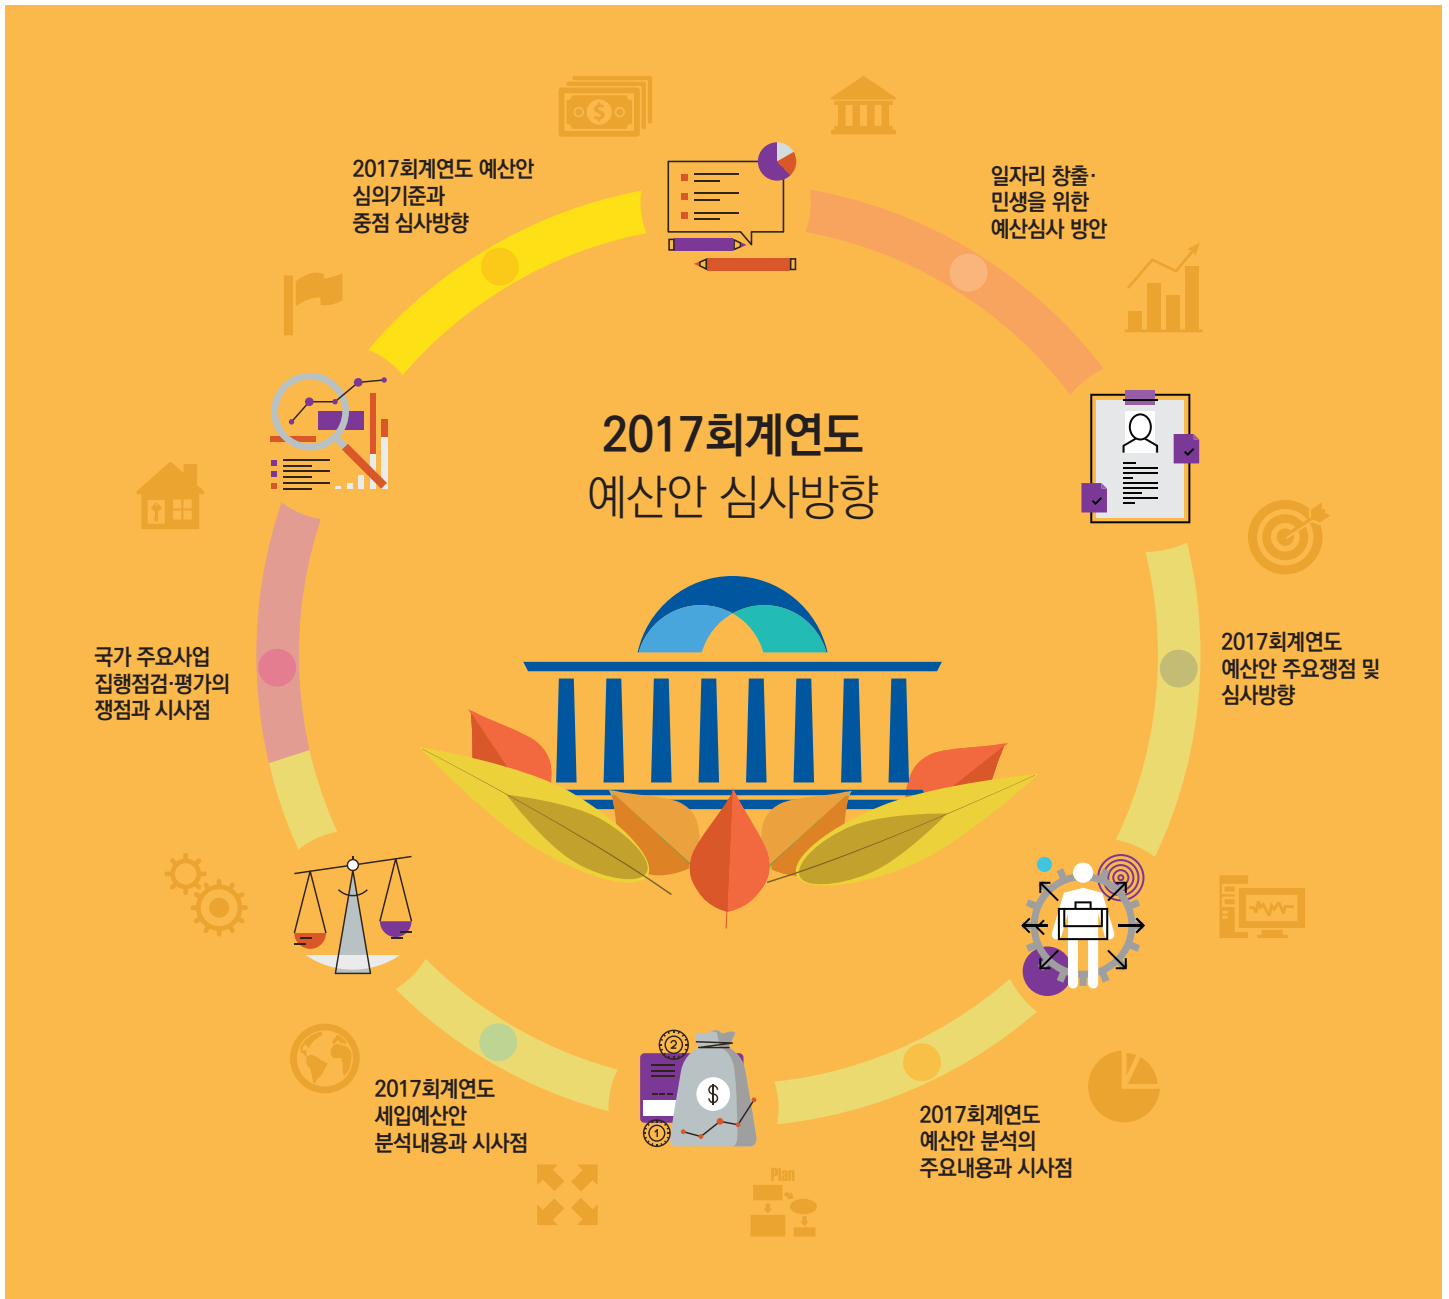 2017회계연도 예산안
심의기준과
중점 심사방향
일자리 창출·
민생을 위한
예산심사 방안
2017회계연도
예산안 심사방향
국가 주요사업
집행점검·평가의
쟁점과 시사점
2017회계연도
예산안 주요쟁점 및
심사방향
2017회계연도
세입예산안
분석내용과 시사점
2017회계연도
예산안 분석의
주요내용과 시사점
$
2
$
1
Plan